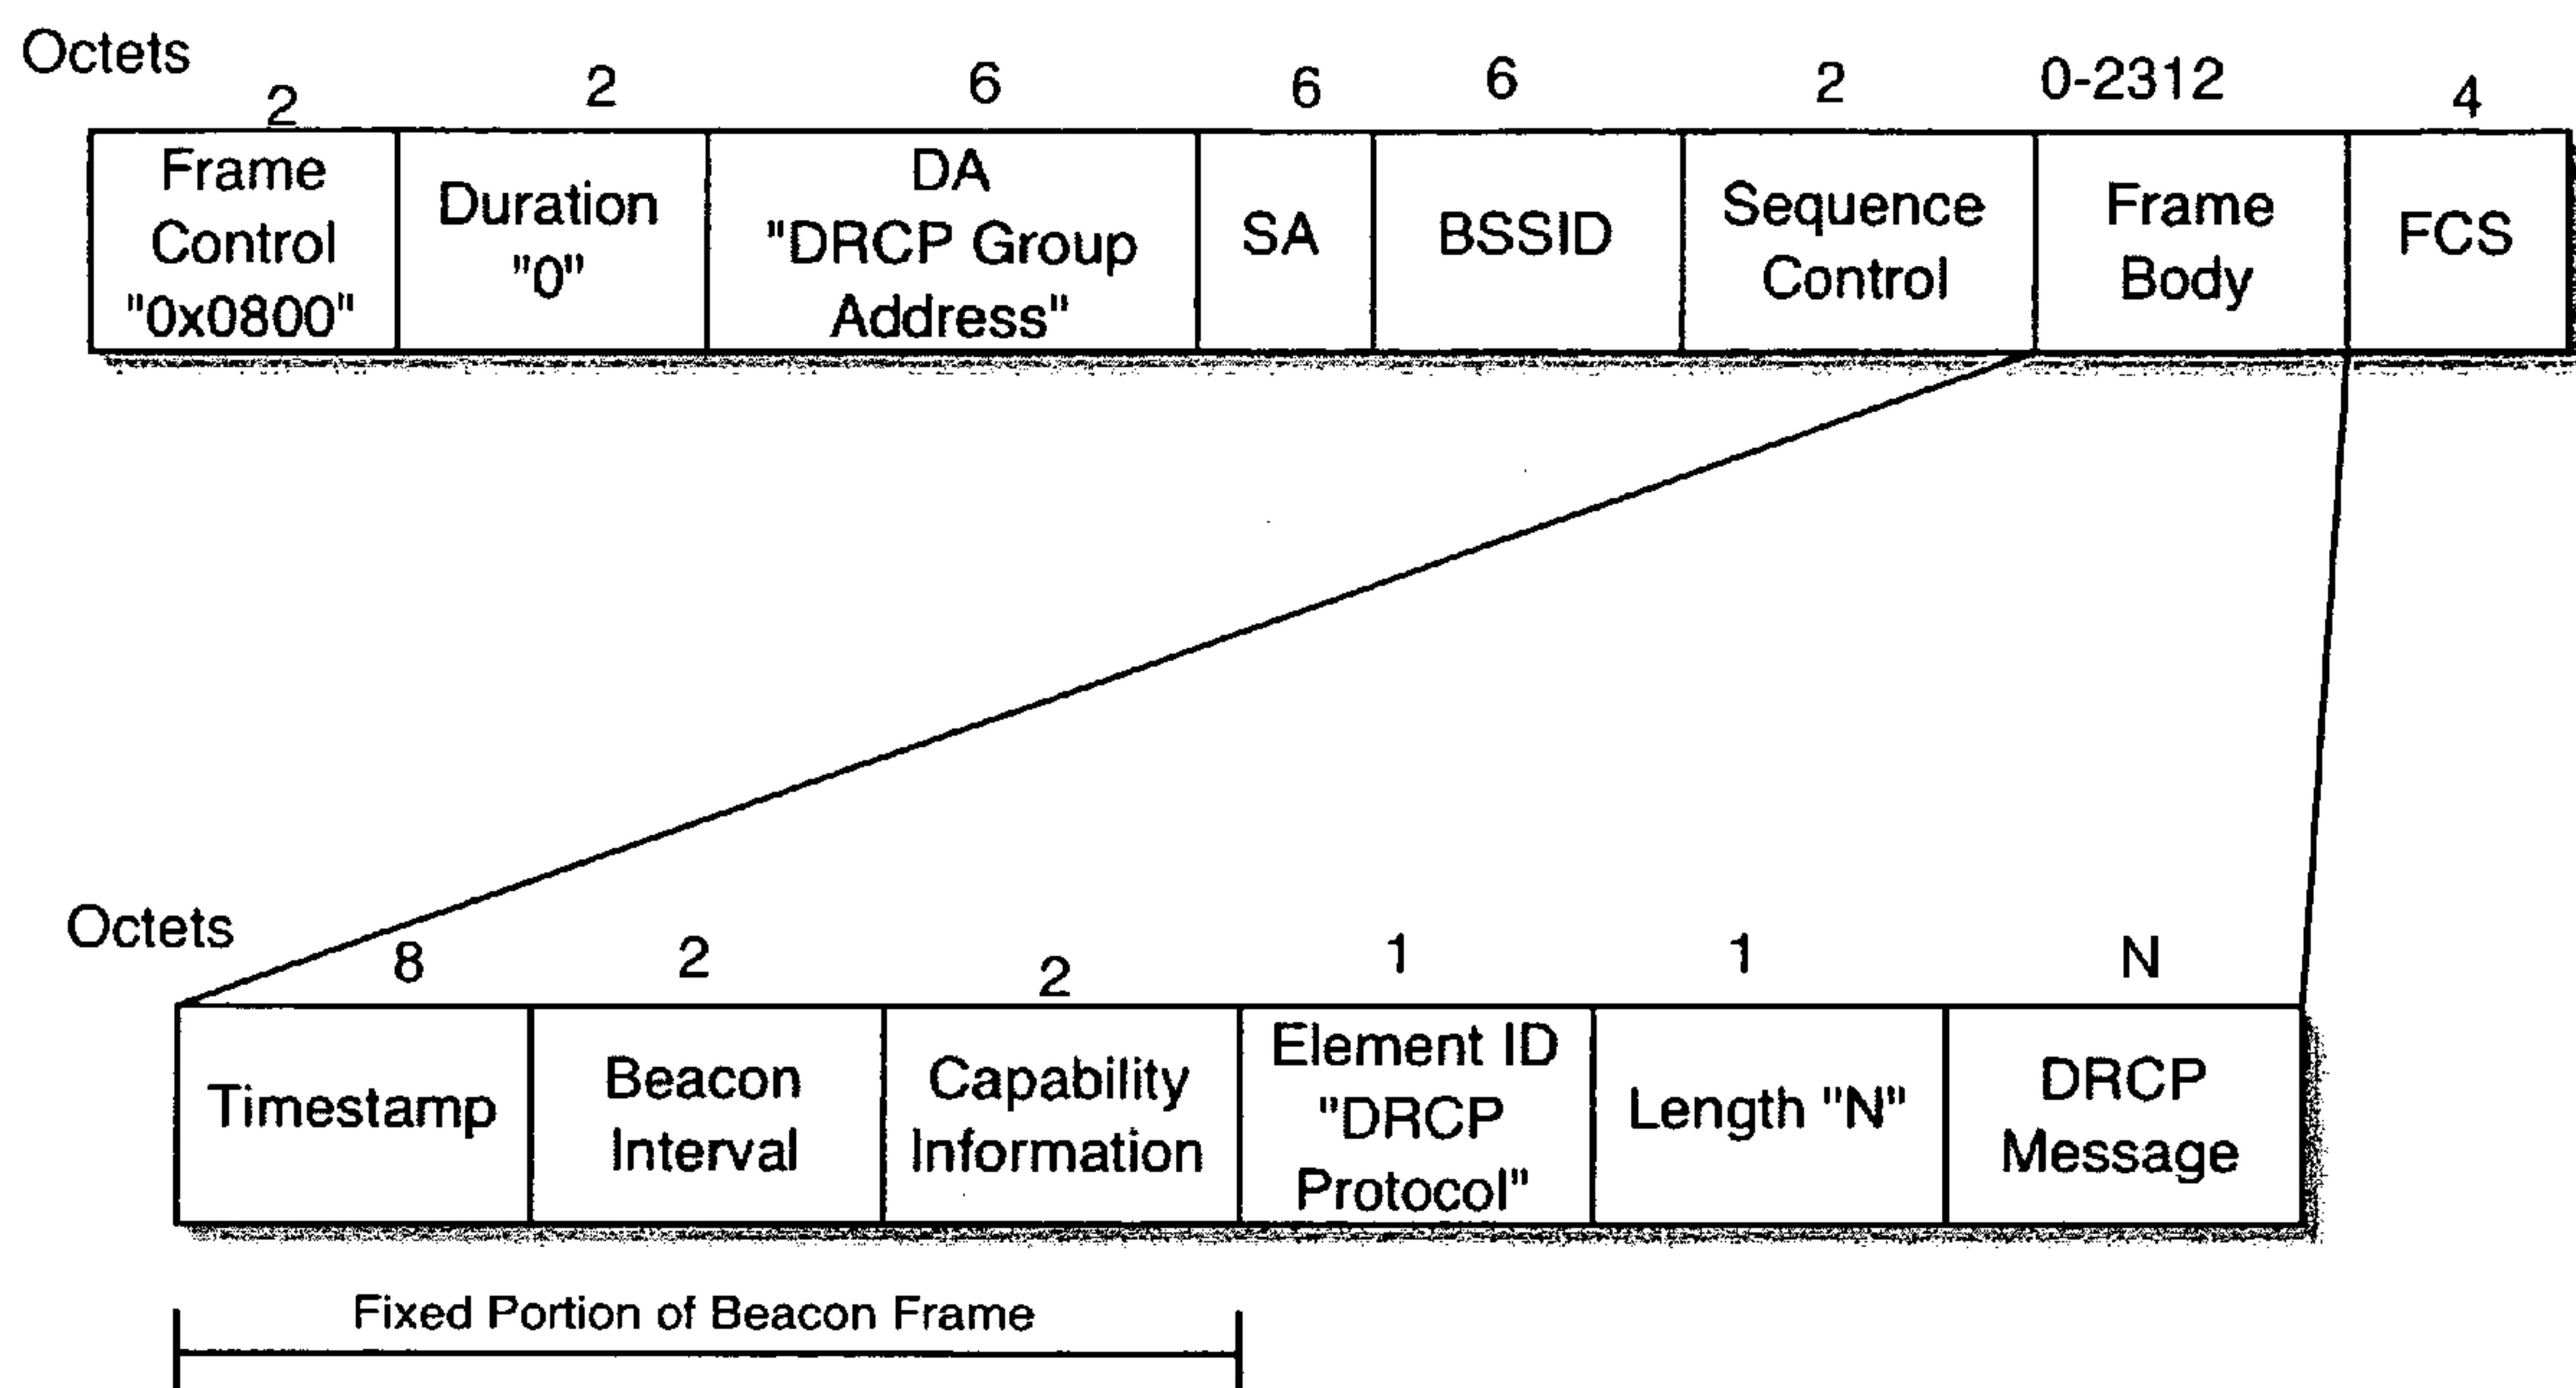 Octets
2 2 6 6 6 2 0-2312 4
Frame Control "0x0800"
Duration "0"
DA "DRCP Group Address"
SA
BSSID
Sequence Control
Frame Body
FCS
Octets
8 2 2 1 1 N
Timestamp
Beacon Interval
Capability Information
Element ID "DRCP Protocol"
Length "N"
DRCP Message
Fixed Portion of Beacon Frame